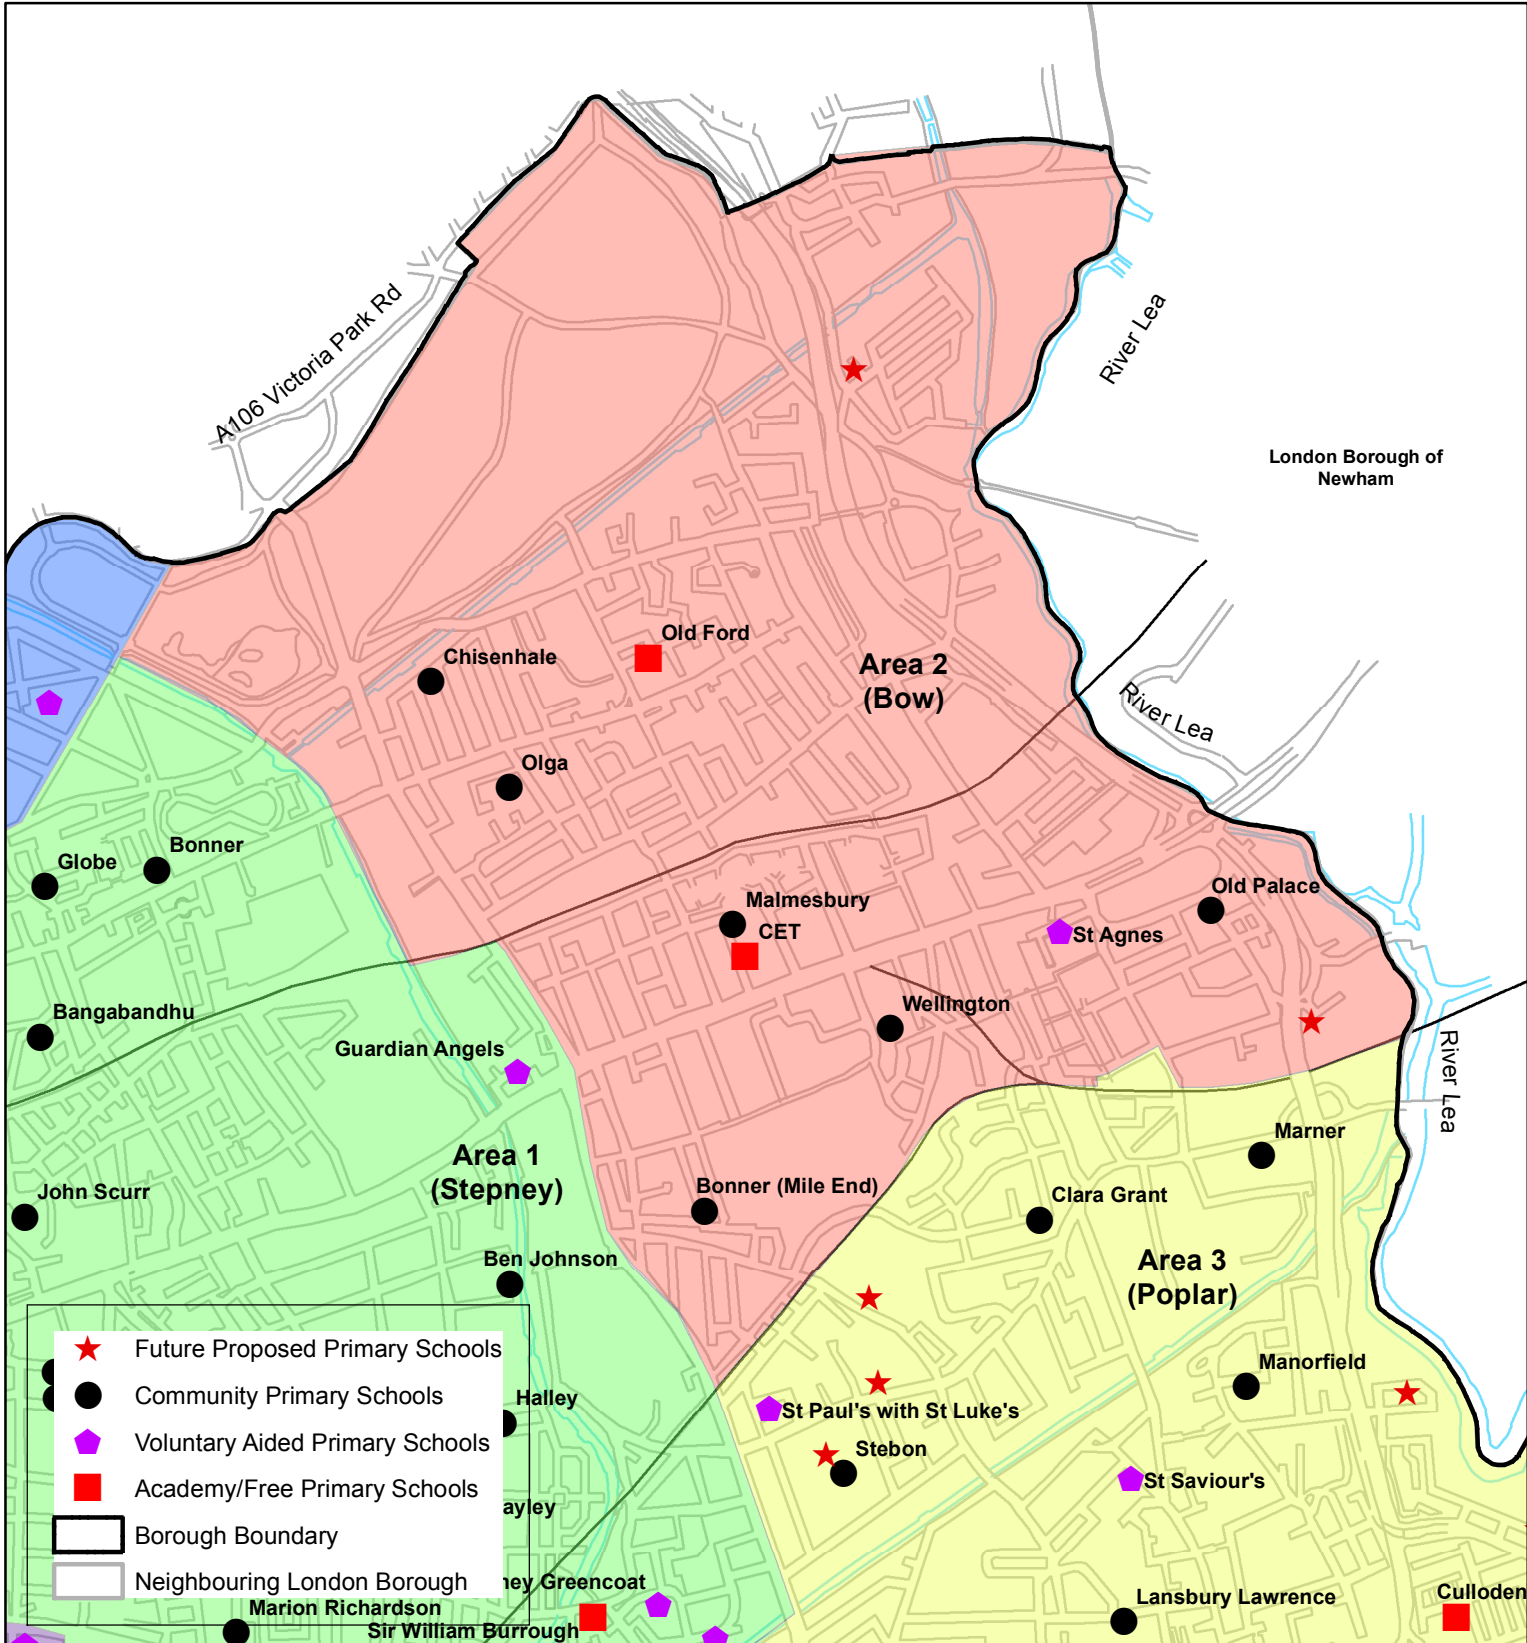 A106 Victoria Park Rd
River Lea
London Borough of
Newham
Old Ford
Chisenhale
Area 2
(Bow)
River Lea
Olga
Bonner
Globe
Old Palace
Malmesbury
CET
St Agnes
Wellington
Bangabandhu
Guardian Angels
River Lea
Marner
Area 1
(Stepney)
John Scurr
Bonner (Mile End)
Clara Grant
Ben Johnson
Area 3
(Poplar)
Manorfield
Halley
St Paul's with St Luke's
Stebon
St Saviour's
ayley
ney Greencoat
Lansbury Lawrence
Culloden
Marion Richardson
Sir William Burrough
Future Proposed Primary Schools
Community Primary Schools
Voluntary Aided Primary Schools
Academy/Free Primary Schools
Borough Boundary
Neighbouring London Borough